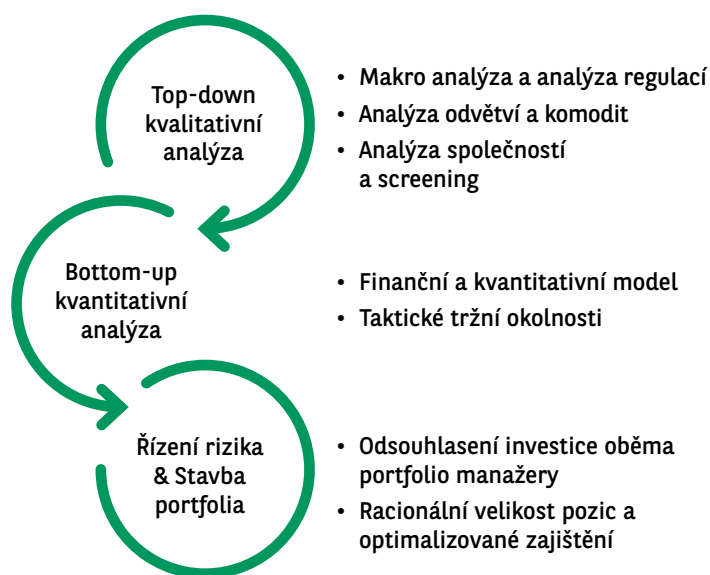 Top-down
kvalitativní
analýza
• Makro analýza a analýza regulací
• Analýza odvětví a komodit
• Analýza společností
a screening
Bottom-up
kvantitativní
analýza
• Finanční a kvantitativní model
• Taktické tržní okolnosti
Řízení rizika
& Stavba
portfolia
• Odsouhlasení investice oběma
portfolio manažery
• Racionální velikost pozic a
optimalizované zajištění